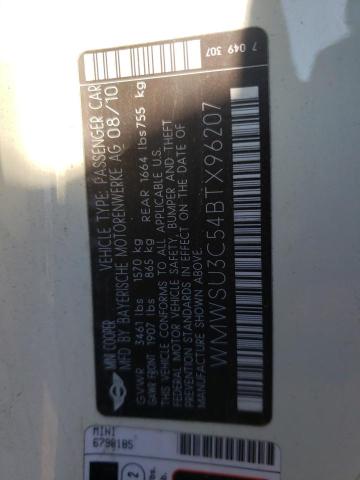 MINI COOPER VEHICLE TYPE: PASSENGER CAR
MFD BY BAYERISCHE MOTORENWERKE AG 08/10
GVWR 3461 lbs 1570 kg
GAWR FRONT 1907 lbs 865 kg REAR 1664 lbs 755 kg
THIS VEHICLE CONFORMS TO ALL APPLICABLE
FEDERAL MOTOR VEHICLE SAFETY, BUMPER, AND THEFT
PREVENTION STANDARDS IN EFFECT ON THE DATE OF
MANUFACTURE SHOWN ABOVE.
WMWSU3C54BTX96207
7 049 307
MINI
6790185
2
lbs.